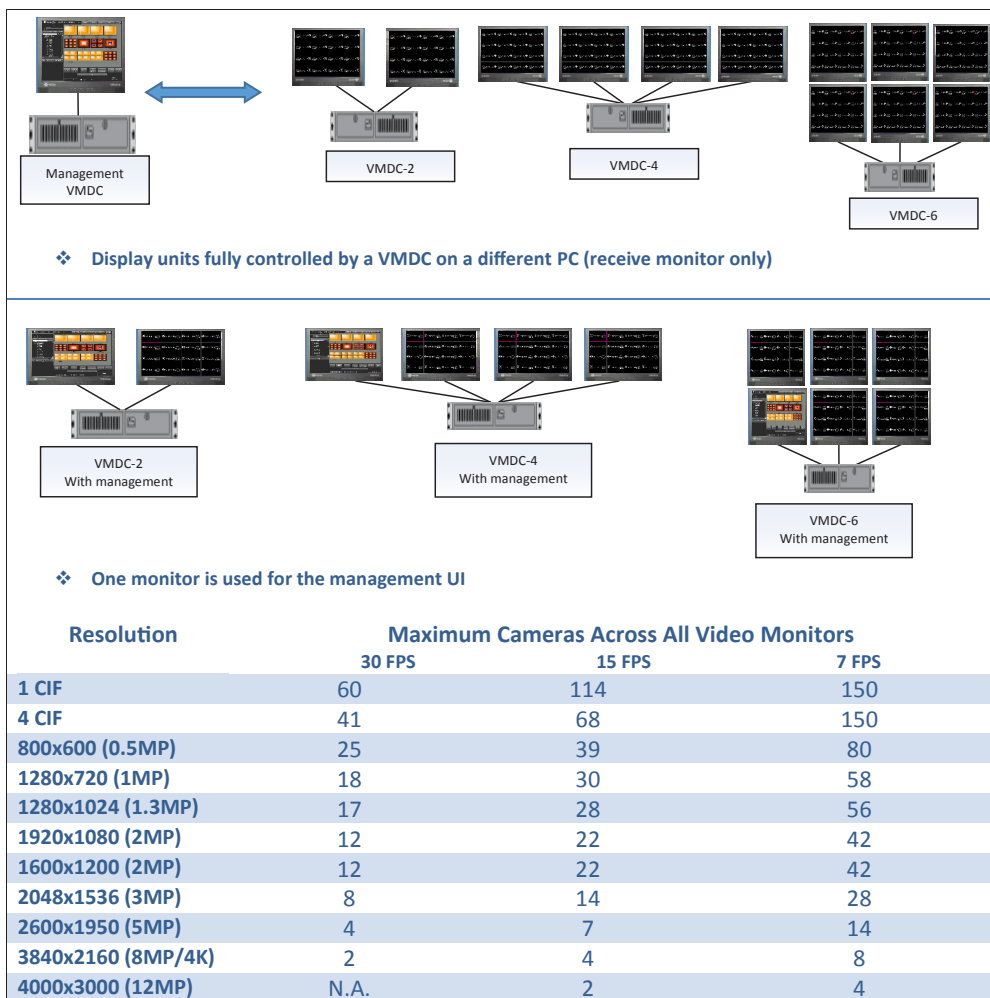 Management
VMDC
VMDC-2
VMDC-4
VMDC-6
❖ Display units fully controlled by a VMDC on a different PC (receive monitor only)
VMDC-2
With management
VMDC-4
With management
VMDC-6
With management
❖ One monitor is used for the management UI
Resolution Maximum Cameras Across All Video Monitors
30 FPS 15 FPS 7 FPS
1 CIF 60 114 150
4 CIF 41 68 150
800x600 (0.5MP) 25 39 80
1280x720 (1MP) 18 30 58
1280x1024 (1.3MP) 17 28 56
1920x1080 (2MP) 12 22 42
1600x1200 (2MP) 12 22 42
2048x1536 (3MP) 8 14 28
2600x1950 (5MP) 4 7 14
3840x2160 (8MP/4K) 2 4 8
4000x3000 (12MP) N.A. 2 4